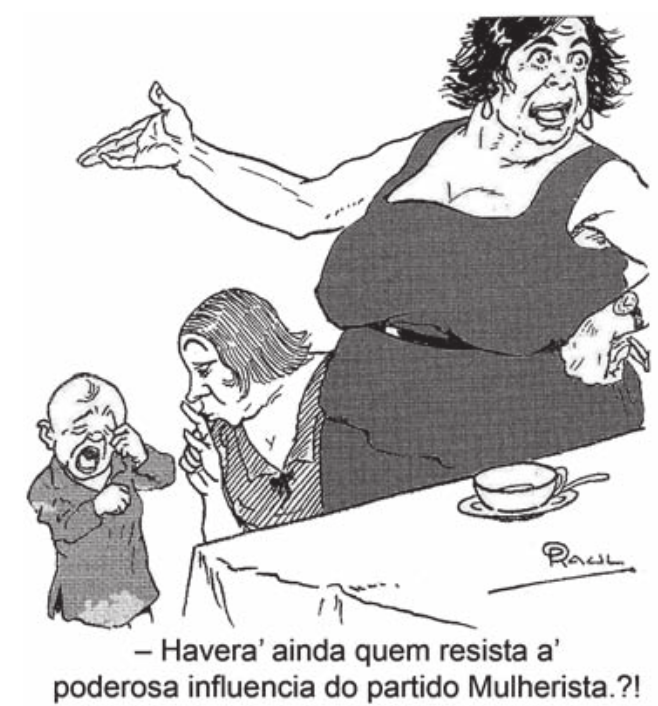 RAUL
– Havera' ainda quem resista a'
poderosa influencia do partido Mulherista.?!